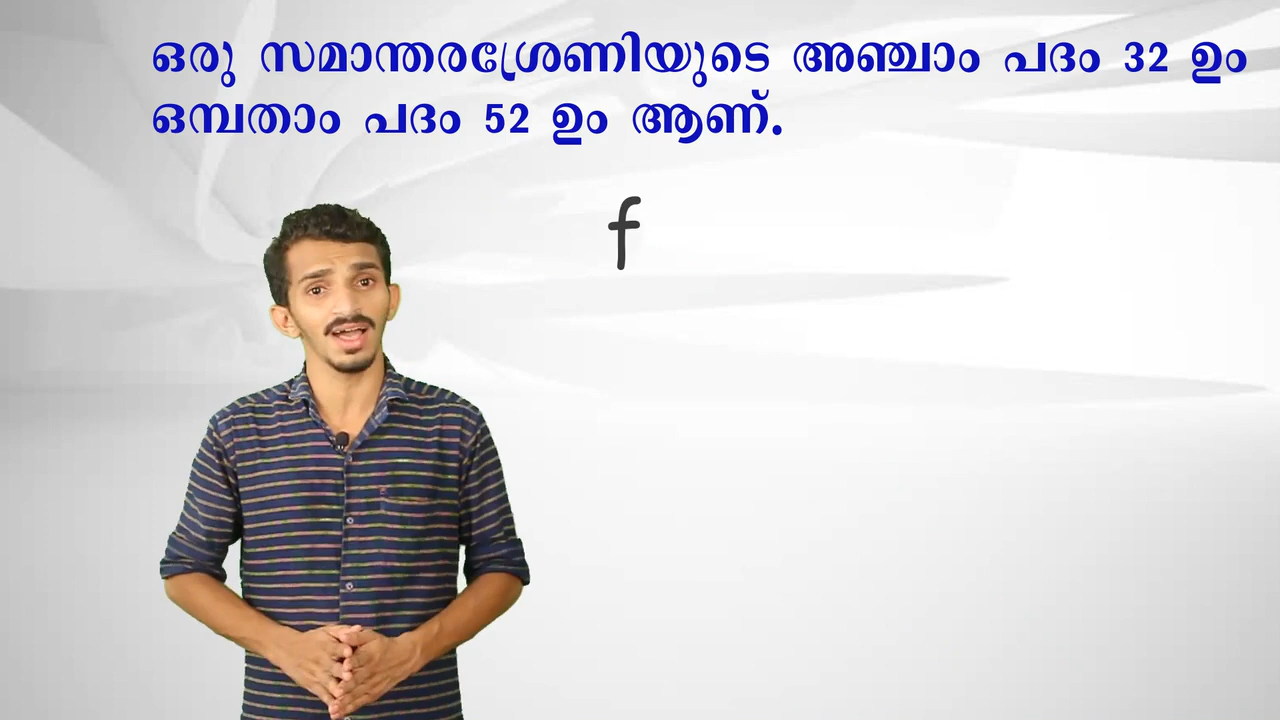 ഒരു സമാന്തരശ്രേണിയുടെ അഞ്ചാം പദം 32 ഉം
ഒമ്പതാം പദം 52 ഉം ആണ്.
f